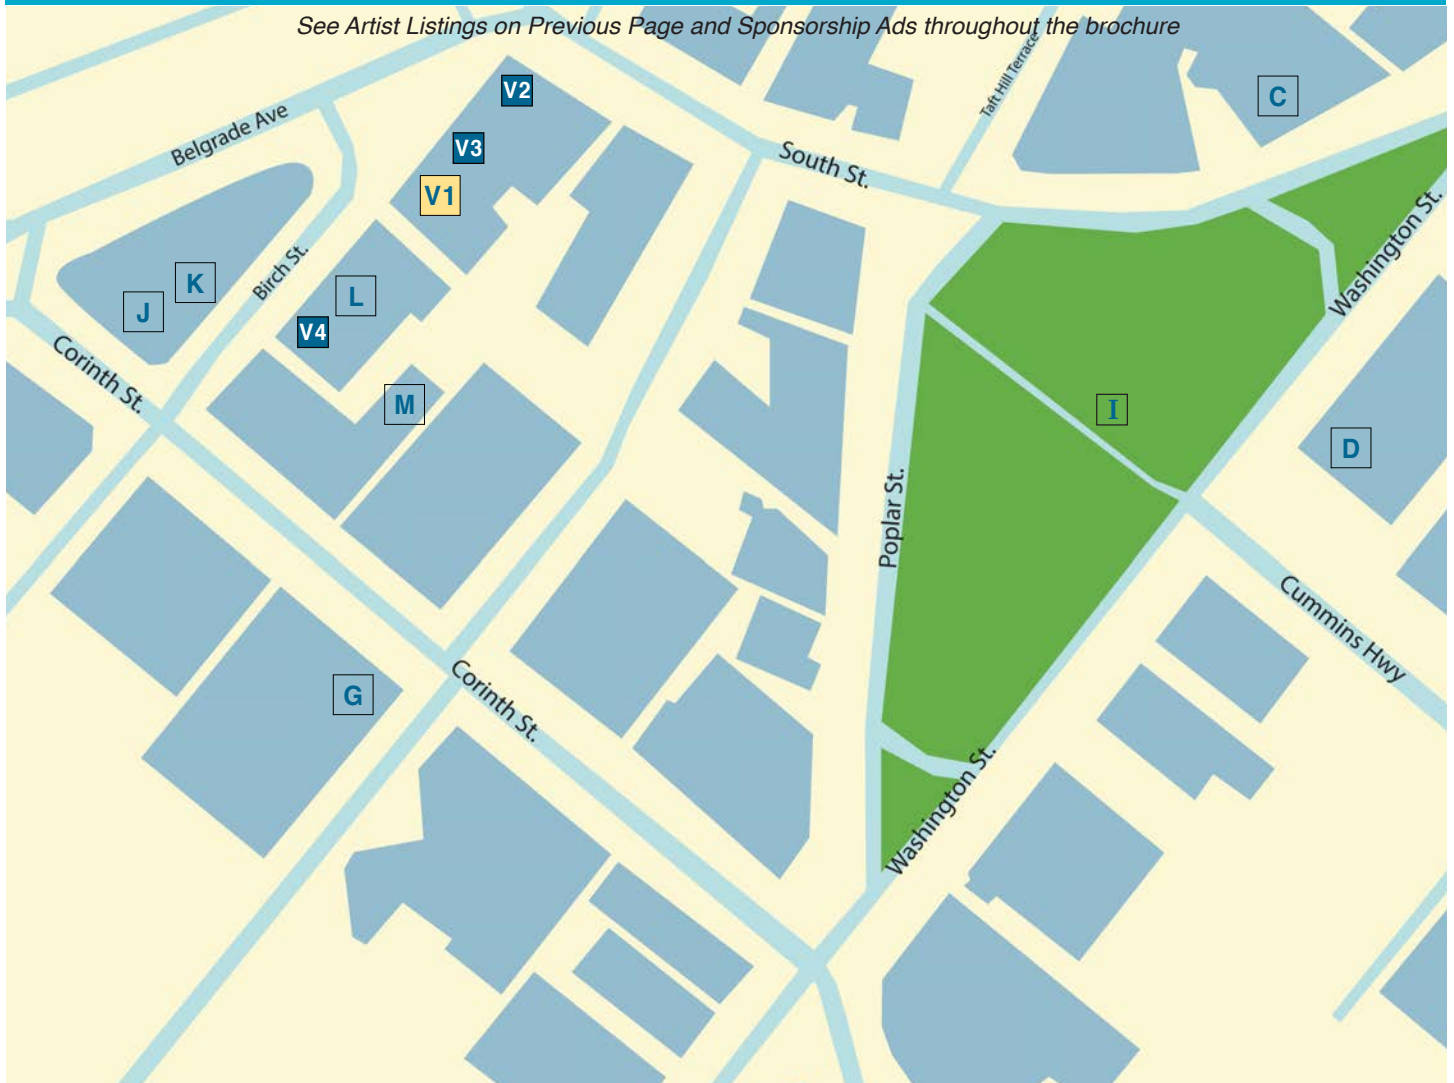 See Artist Listings on Previous Page and Sponsorship Ads throughout the brochure
Taft Hill Terrace
V2
C
Belgrade Ave
V3
South St.
V1
Washington St.
Birch St.
K
L
J
V4
Corinth St.
M
I
D
Poplar St.
Cummins Hwy
G
Corinth St.
Washington St.